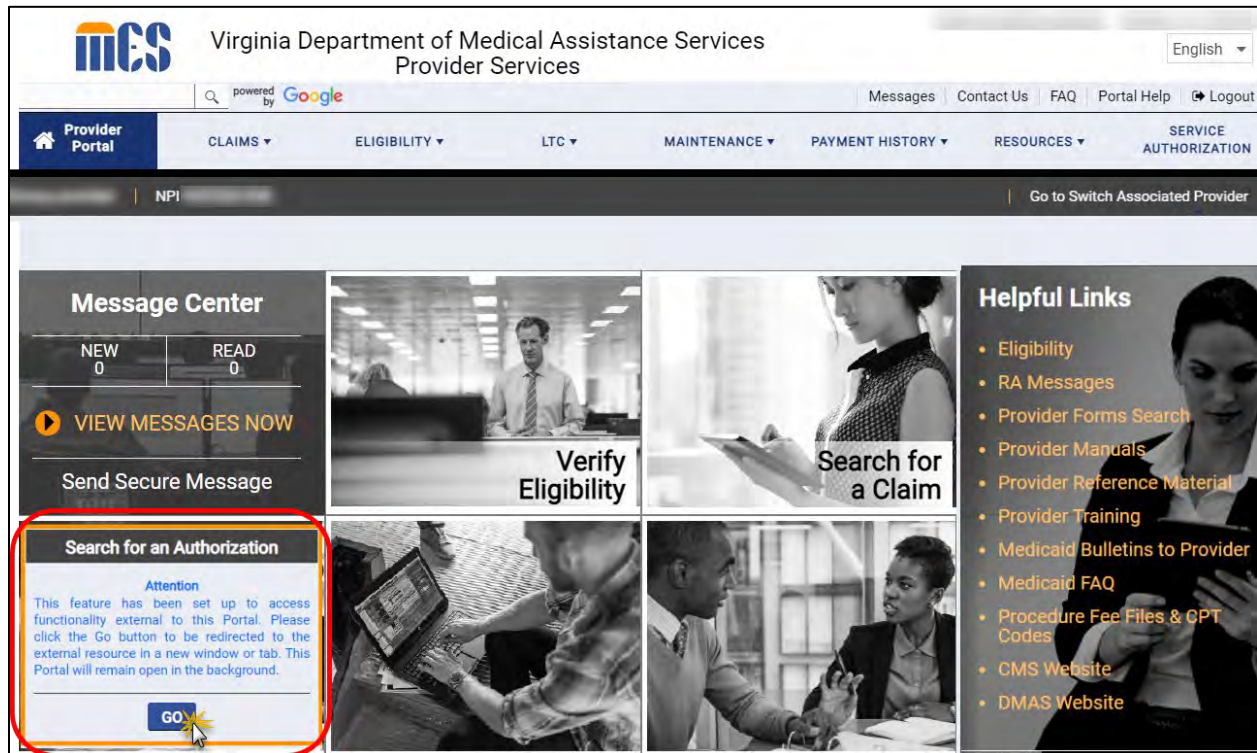 mes
Virginia Department of Medical Assistance Services
Provider Services
English
powered by Google
Messages Contact Us FAQ Portal Help Logout
Provider Portal CLAIMS ELIGIBILITY LTC MAINTENANCE PAYMENT HISTORY RESOURCES SERVICE AUTHORIZATION
NPI Go to Switch Associated Provider
Message Center
NEW READ
0 0
VIEW MESSAGES NOW
Send Secure Message
Verify
Eligibility
Search for
a Claim
Helpful Links
• Eligibility
• RA Messages
• Provider Forms Search
• Provider Manuals
• Provider Reference Material
• Provider Training
• Medicaid Bulletins to Provider
• Medicaid FAQ
• Procedure Fee Files & CPT
Codes
• CMS Website
• DMAS Website
Search for an Authorization
Attention
This feature has been set up to access
functionality external to this Portal. Please
click the Go button to be redirected to the
external resource in a new window or tab. This
Portal will remain open in the background.
GO